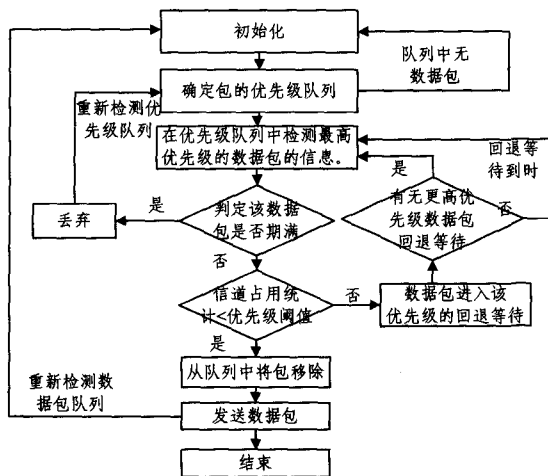 初始化
队列中无
数据包
确定包的优先级队列
重新检测优
先级队列
在优先级队列中检测最高
优先级的数据包的信息。
回退等
待到时
是
有无更高优
先级数据包
回退等待
否
丢弃
是
判定该数据
包是否期满
否
信道占用统
计<优先级阈值
否
数据包进入该
优先级的回退等待
是
从队列中将包移除
重新检测数
据包队列
发送数据包
结束